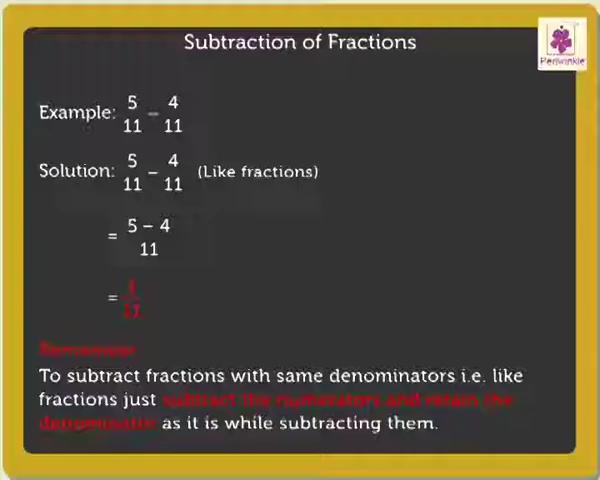 Subtraction of Fractions
Periwinkle
Example: 5/11 – 4/11
Solution: 5/11 – 4/11 (Like fractions)
= 5 – 4/11
= 1/11
Remember
To subtract fractions with same denominators i.e. like
fractions just subtract the numerators and retain the
denominator as it is while subtracting them.